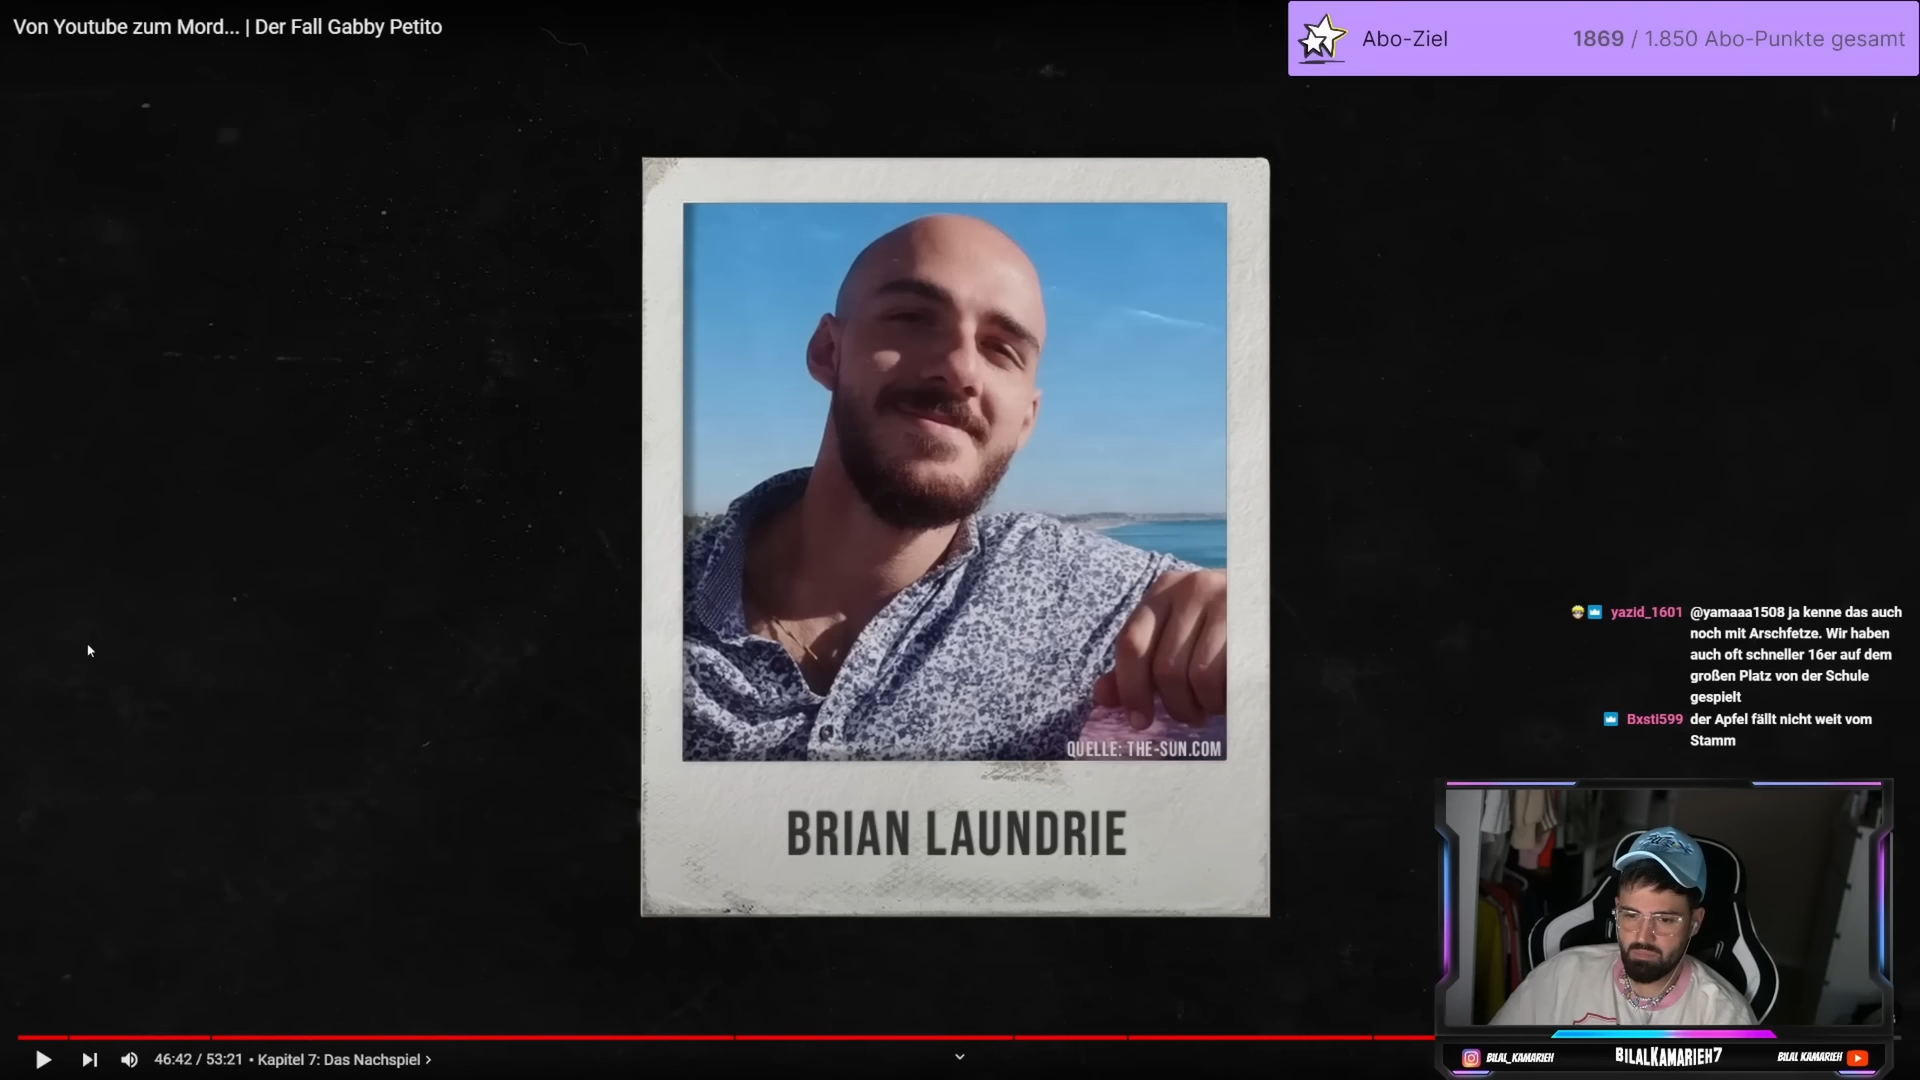 Von Youtube zum Mord... | Der Fall Gabby Petito
Abo-Ziel
1869 / 1.850 Abo-Punkte gesamt
QUELLE: THE-SUN.COM
BRIAN LAUNDRIE
yazid_1601 @yamaaa1508 ja kenne das auch
noch mit Arschfetze. Wir haben
auch oft schneller 16er auf dem
großen Platz von der Schule
gespielt
Bxsti599 der Apfel fällt nicht weit vom
Stamm
46:42 / 53:21 • Kapitel 7: Das Nachspiel
BILAL_KAMARIEH
BILALKAMARIEH7
BILAL KAMARIEH